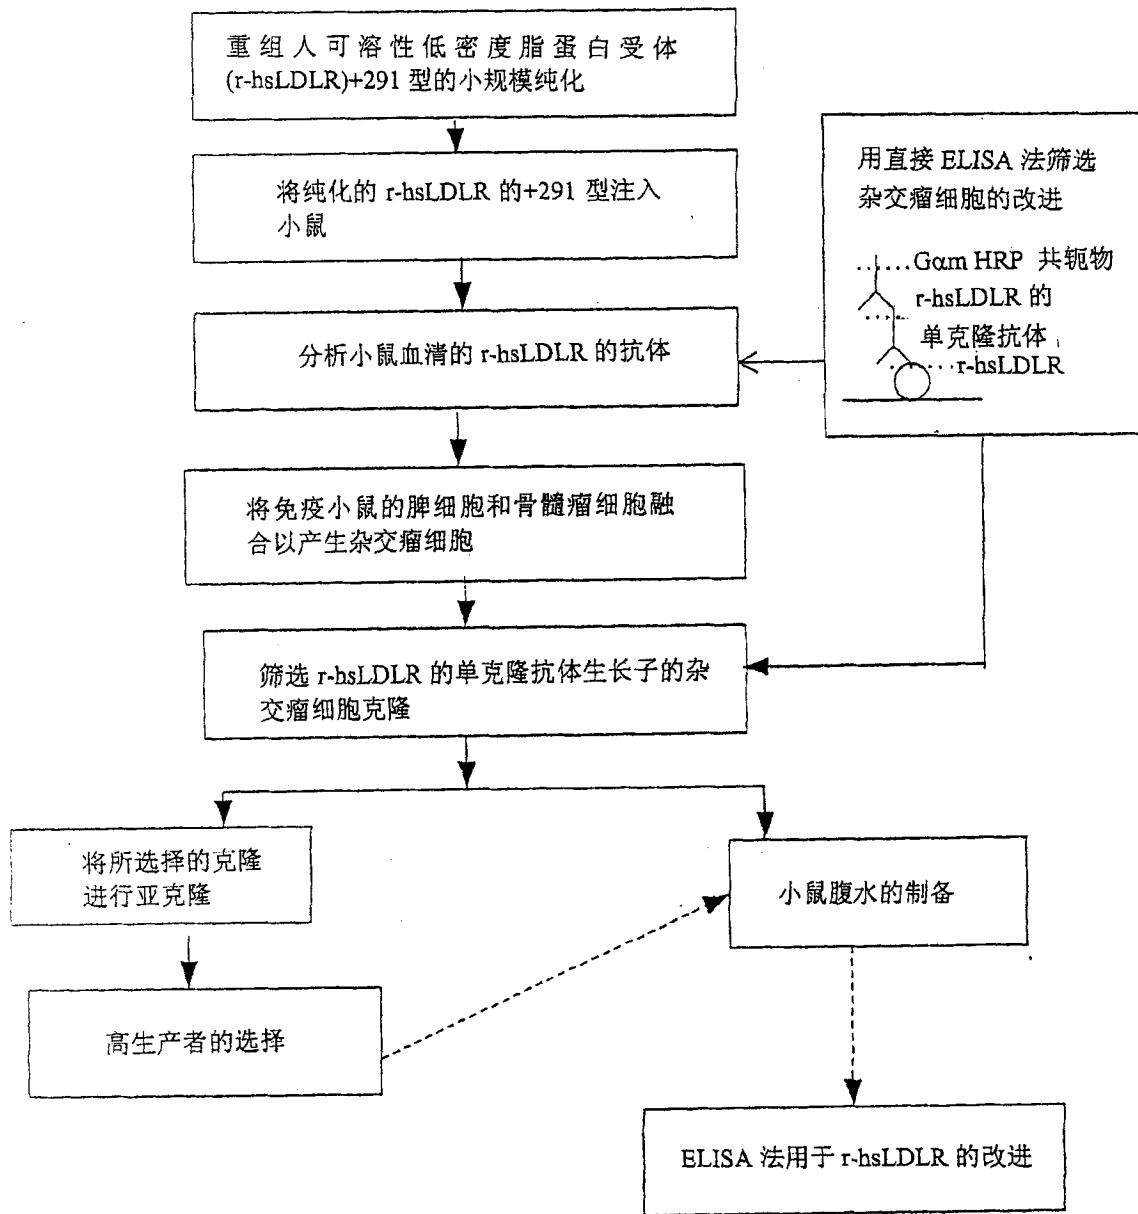 重组人可溶性低密度脂蛋白受体
(r-hsLDLR)+291 型的小规模纯化
将纯化的 r-hsLDLR 的+291 型注入
小鼠
用直接 ELISA 法筛选
杂交瘤细胞的改进
......Gαm HRP 共轭物
r-hsLDLR 的
单克隆抗体
r-hsLDLR
分析小鼠血清的 r-hsLDLR 的抗体
将免疫小鼠的脾细胞和骨髓瘤细胞融
合以产生杂交瘤细胞
筛选 r-hsLDLR 的单克隆抗体生长子的杂
交瘤细胞克隆
将所选择的克隆
进行亚克隆
小鼠腹水的制备
高生产者的选择
ELISA 法用于 r-hsLDLR 的改进